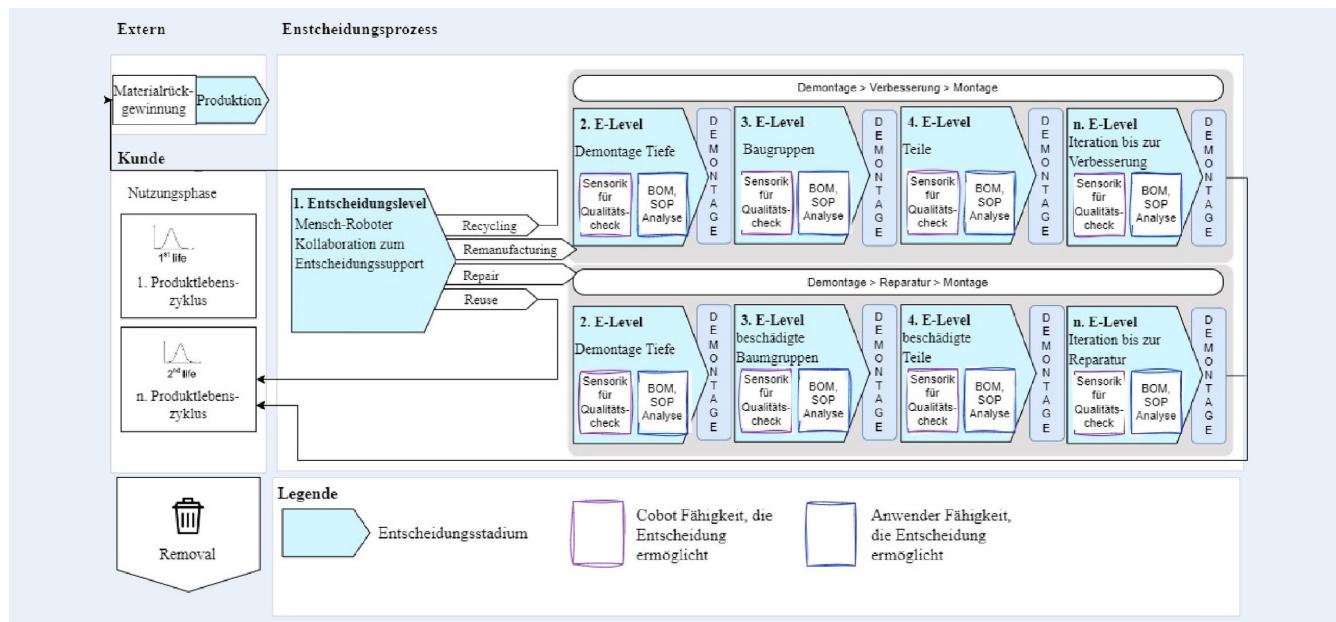 Extern
Enstcheidungsprozess
Materialrück-
gewinnung
Produktion
Kunde
Nutzungsphase
1st life
1. Produktlebens-
zyklus
2nd life
n. Produktlebens-
zyklus
Removal
1. Entscheidungslevel
Mensch-Roboter
Kollaboration zum
Entscheidungssupport
Recycling
Remanufacturing
Repair
Reuse
Demontage > Verbesserung > Montage
2. E-Level
Demontage Tiefe
Sensorik
für
Qualitäts-
check
BOM,
SOP
Analyse
DEMONTAGE
3. E-Level
Baugruppen
Sensorik
für
Qualitäts-
check
BOM,
SOP
Analyse
DEMONTAGE
4. E-Level
Teile
Sensorik
für
Qualitäts-
check
BOM,
SOP
Analyse
DEMONTAGE
n. E-Level
Iteration bis zur
Verbesserung
Sensorik
für
Qualitäts-
check
BOM,
SOP
Analyse
DEMONTAGE
Demontage > Reparatur > Montage
2. E-Level
Demontage Tiefe
Sensorik
für
Qualitäts-
check
BOM,
SOP
Analyse
DEMONTAGE
3. E-Level
beschädigte
Baumgruppen
Sensorik
für
Qualitäts-
check
BOM,
SOP
Analyse
DEMONTAGE
4. E-Level
beschädigte
Teile
Sensorik
für
Qualitäts-
check
BOM,
SOP
Analyse
DEMONTAGE
n. E-Level
Iteration bis zur
Reparatur
Sensorik
für
Qualitäts-
check
BOM,
SOP
Analyse
DEMONTAGE
Legende
Entscheidungsstadium
Cobot Fähigkeit, die
Entscheidung
ermöglicht
Anwender Fähigkeit,
die Entscheidung
ermöglicht